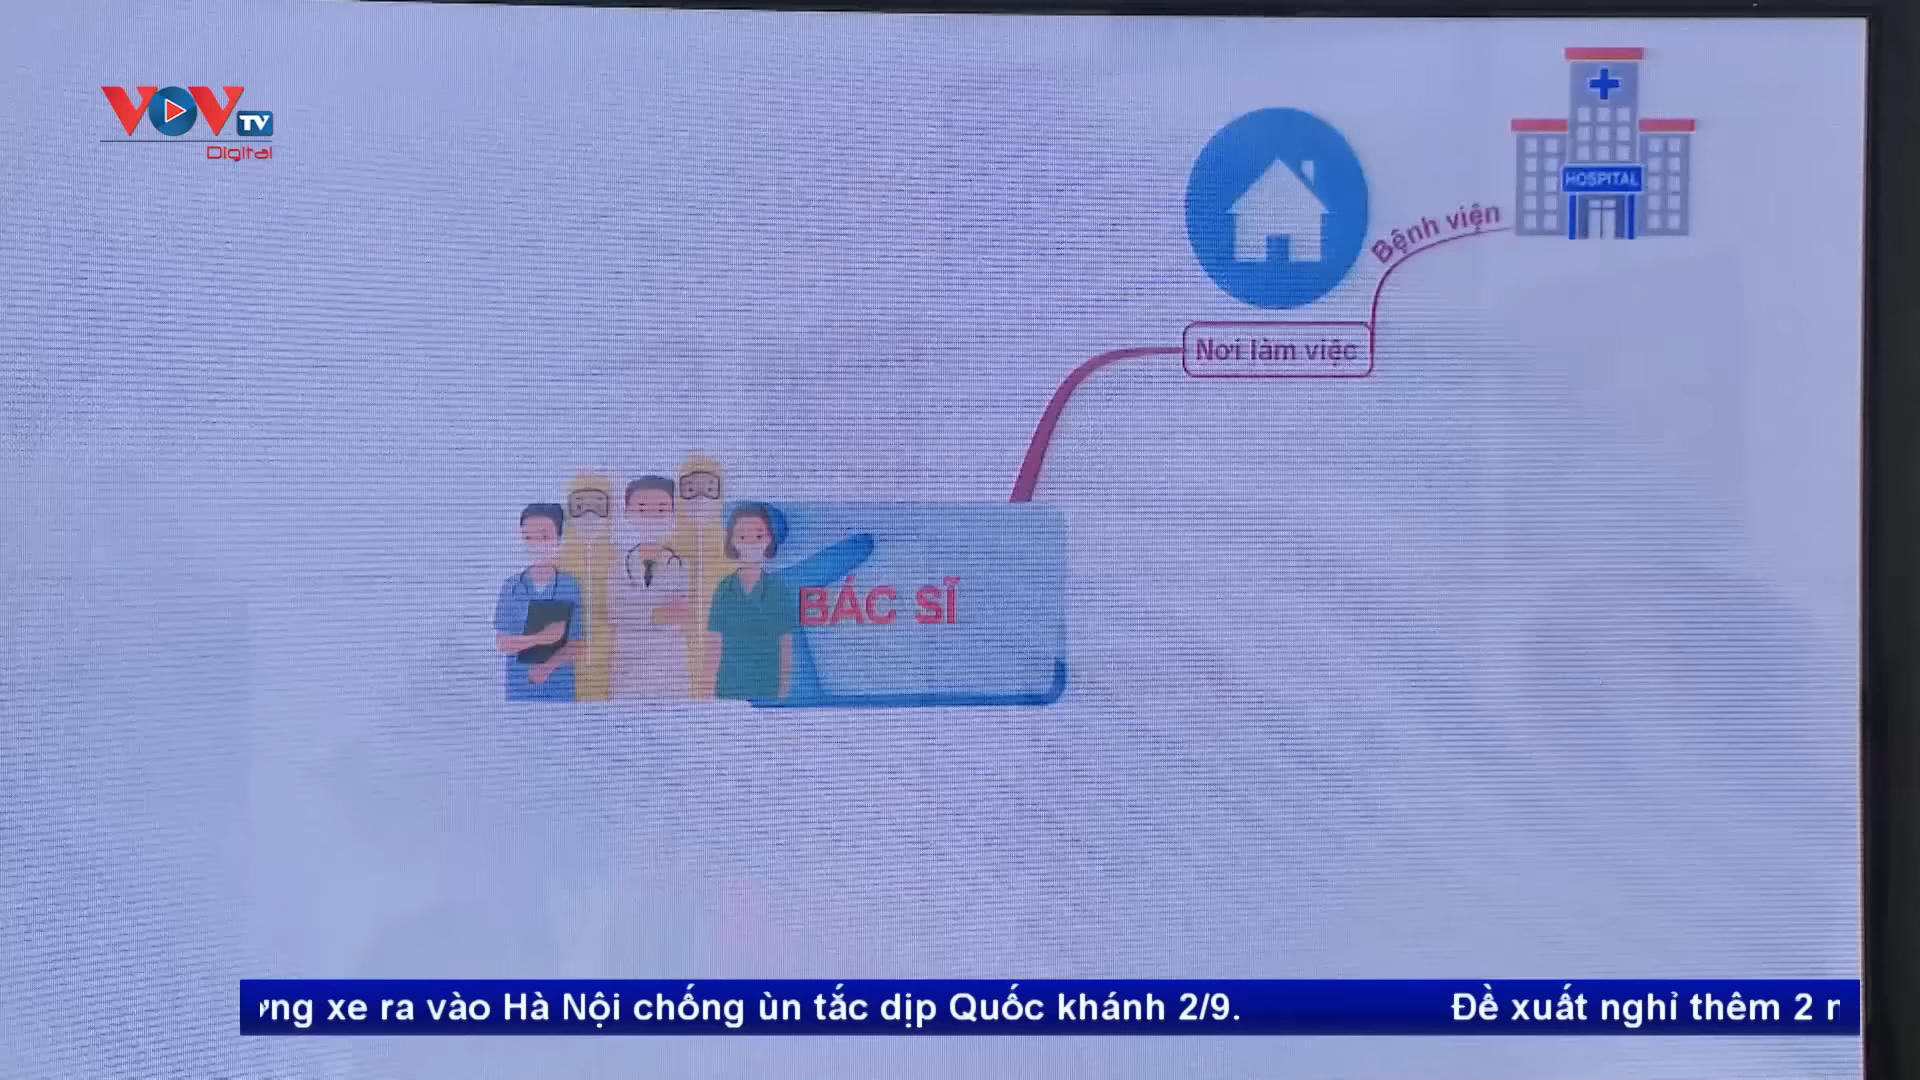 VOV TV
Digital
HOSPITAL
Bệnh viện
Nơi làm việc
BÁC SĨ
ng xe ra vào Hà Nội chống ùn tắc dịp Quốc khánh 2/9.
Đề xuất nghỉ thêm 2